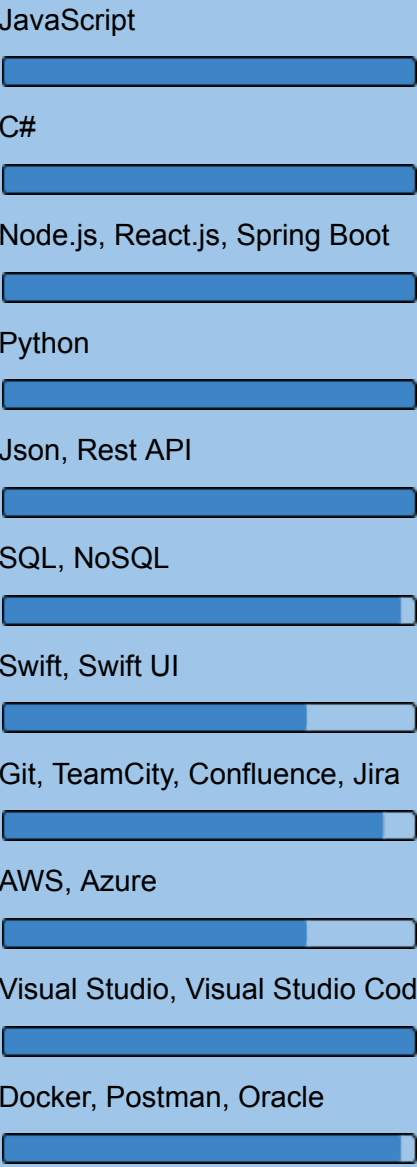 JavaScript
C#
Node.js, React.js, Spring Boot
Python
Json, Rest API
SQL, NoSQL
Swift, Swift UI
Git, TeamCity, Confluence, Jira
AWS, Azure
Visual Studio, Visual Studio Cod
Docker, Postman, Oracle